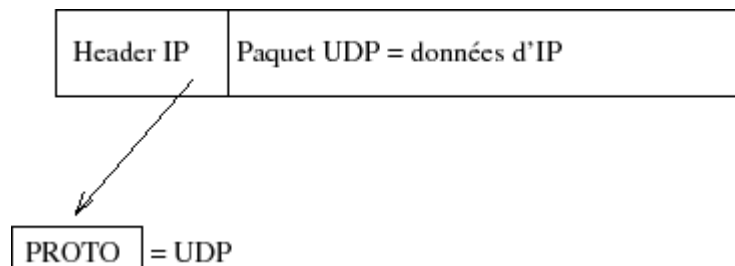 Header IP
Paquet UDP = données d'IP
PROTO = UDP